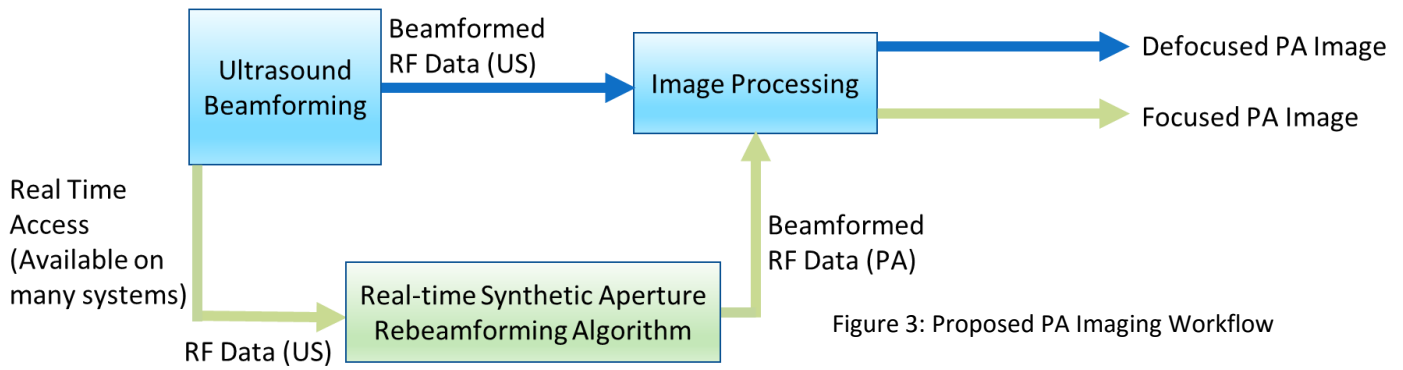 Ultrasound
Beamforming
Beamformed
RF Data (US)
Image Processing
Defocused PA Image
Focused PA Image
Real Time
Access
(Available on
many systems)
RF Data (US)
Real-time Synthetic Aperture
Rebeamforming Algorithm
Beamformed
RF Data (PA)
Figure 3: Proposed PA Imaging Workflow